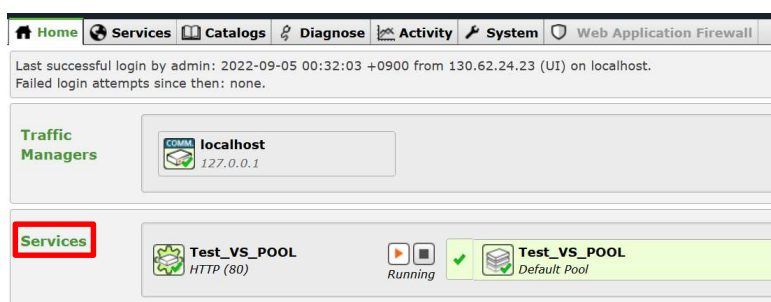 Home Services Catalogs Diagnose Activity System Web Application Firewall
Last successful login by admin: 2022-09-05 00:32:03 +0900 from 130.62.24.23 (UI) on localhost.
Failed login attempts since then: none.
Traffic
Managers
COMM.
localhost
127.0.0.1
Services
Test_VS_POOL
HTTP (80)
Running
Test_VS_POOL
Default Pool